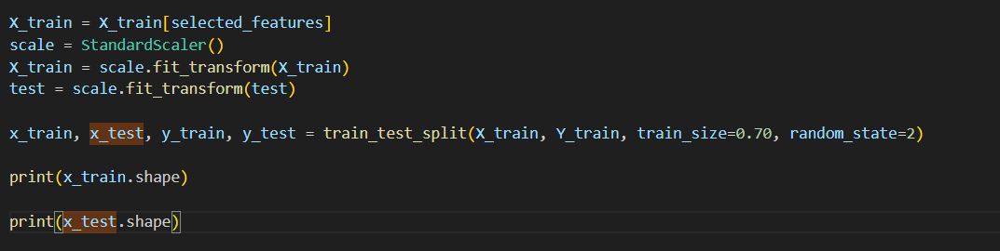 X_train = X_train[selected_features]
scale = StandardScaler()
X_train = scale.fit_transform(X_train)
test = scale.fit_transform(test)
x_train, x_test, y_train, y_test = train_test_split(X_train, Y_train, train_size=0.70, random_state=2)
print(x_train.shape)
print(x_test.shape)